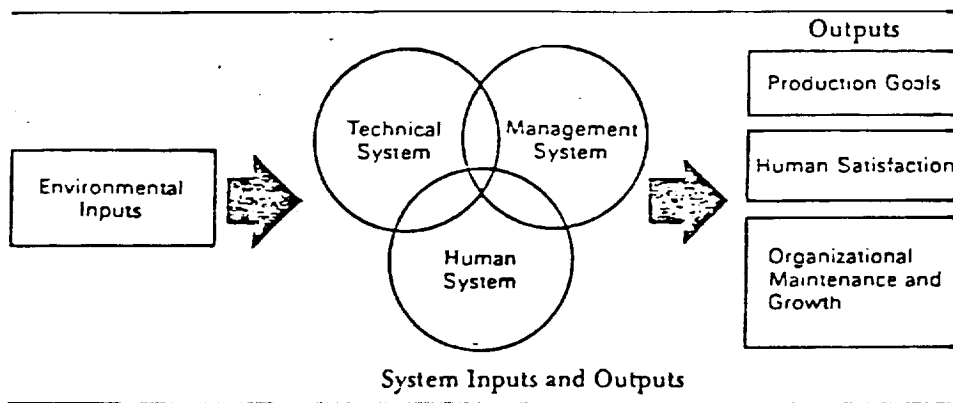 Outputs
Production Goals
Technical
System
Management
System
Human Satisfaction
Environmental
Inputs
Human
System
Organizational
Maintenance and
Growth
System Inputs and Outputs